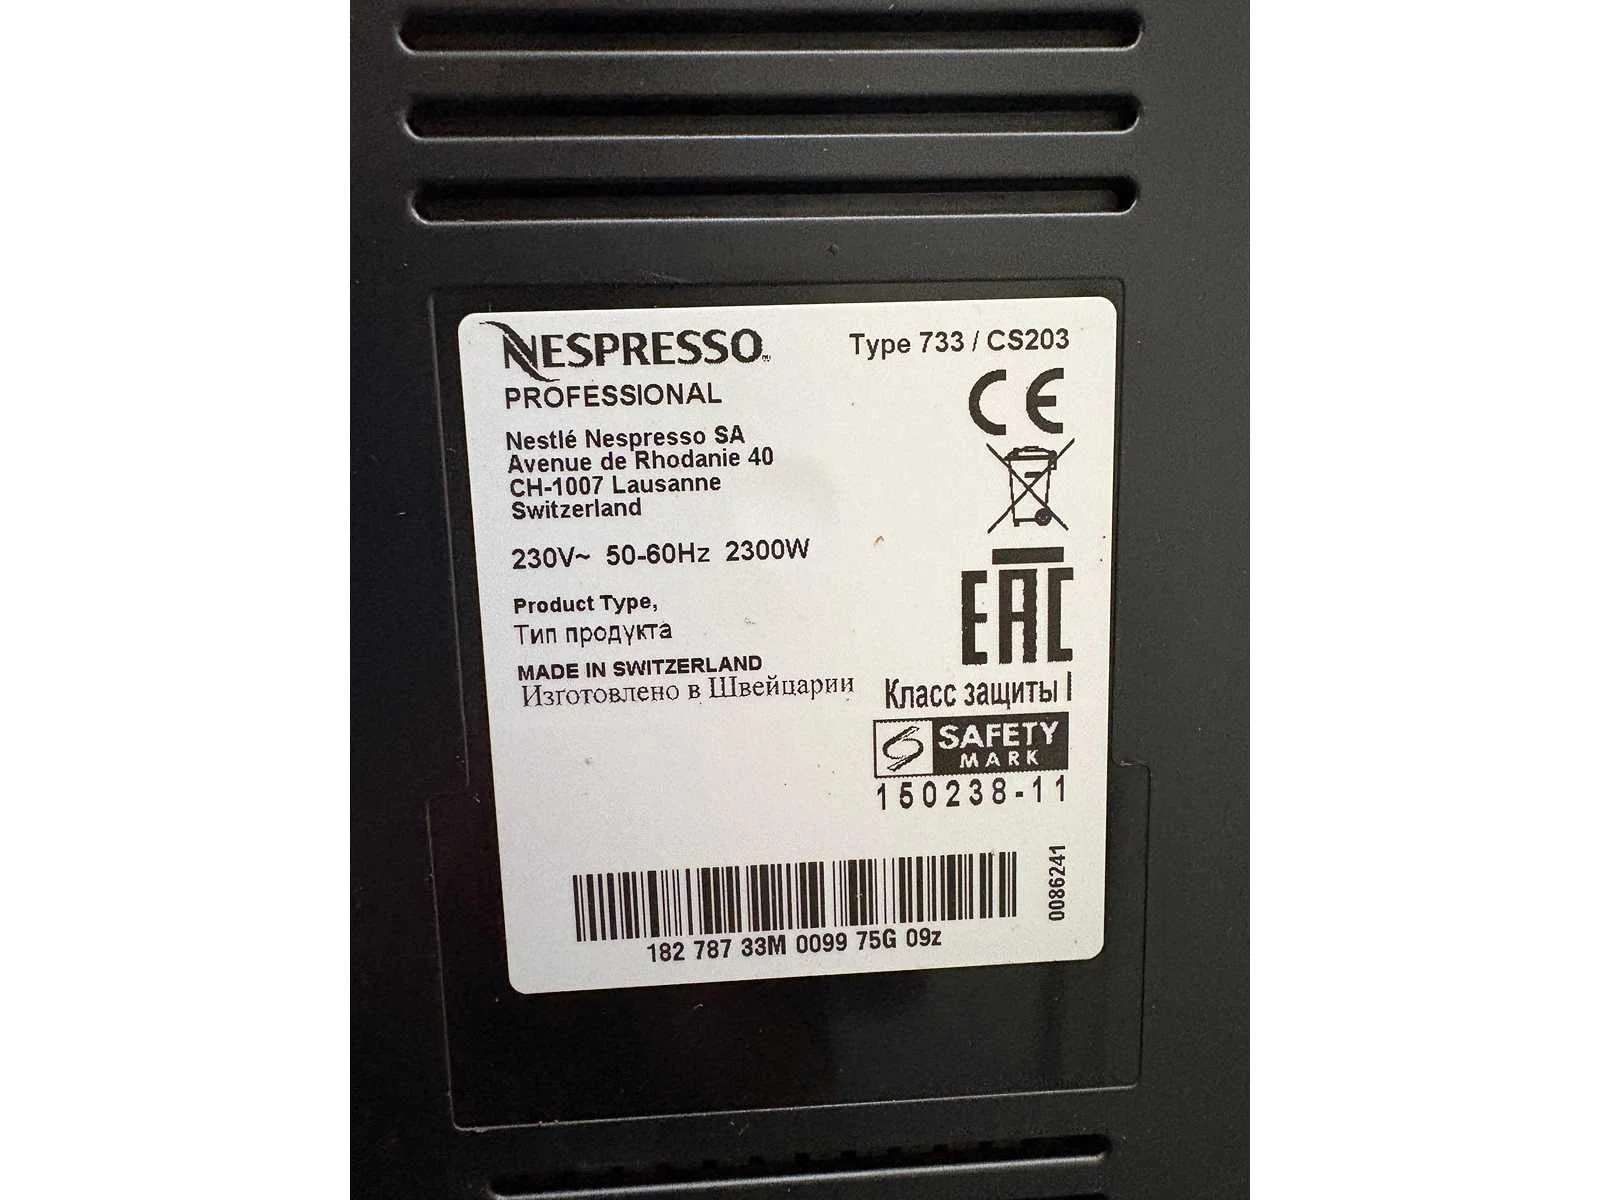 NESPRESSO™
PROFESSIONAL
Type 733 / CS203
CE
Nestlé Nespresso SA
Avenue de Rhodanie 40
CH-1007 Lausanne
Switzerland
230V~ 50-60Hz 2300W
Product Type,
Тип продукта
MADE IN SWITZERLAND
Изготовлено в Швейцарии
EAC
Класс защиты I
SAFETY
MARK
150238-11
0086241
182 787 33M 0099 75G 09z